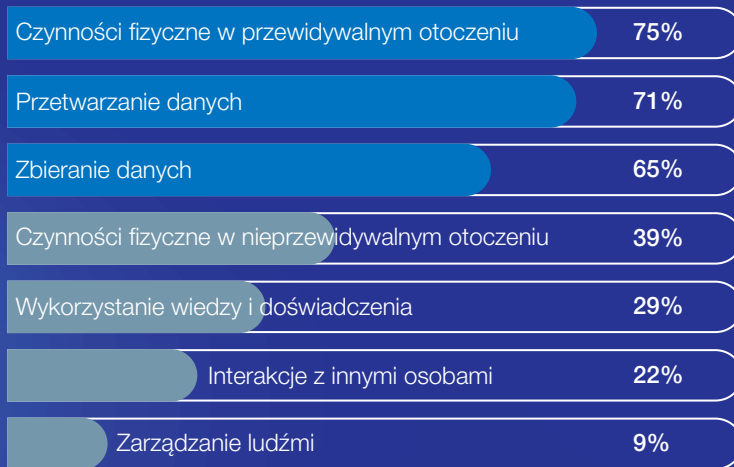 Czynności fizyczne w przewidywalnym otoczeniu 75%
Przetwarzanie danych 71%
Zbieranie danych 65%
Czynności fizyczne w nieprzewidywalnym otoczeniu 39%
Wykorzystanie wiedzy i doświadczenia 29%
Interakcje z innymi osobami 22%
Zarządzanie ludźmi 9%